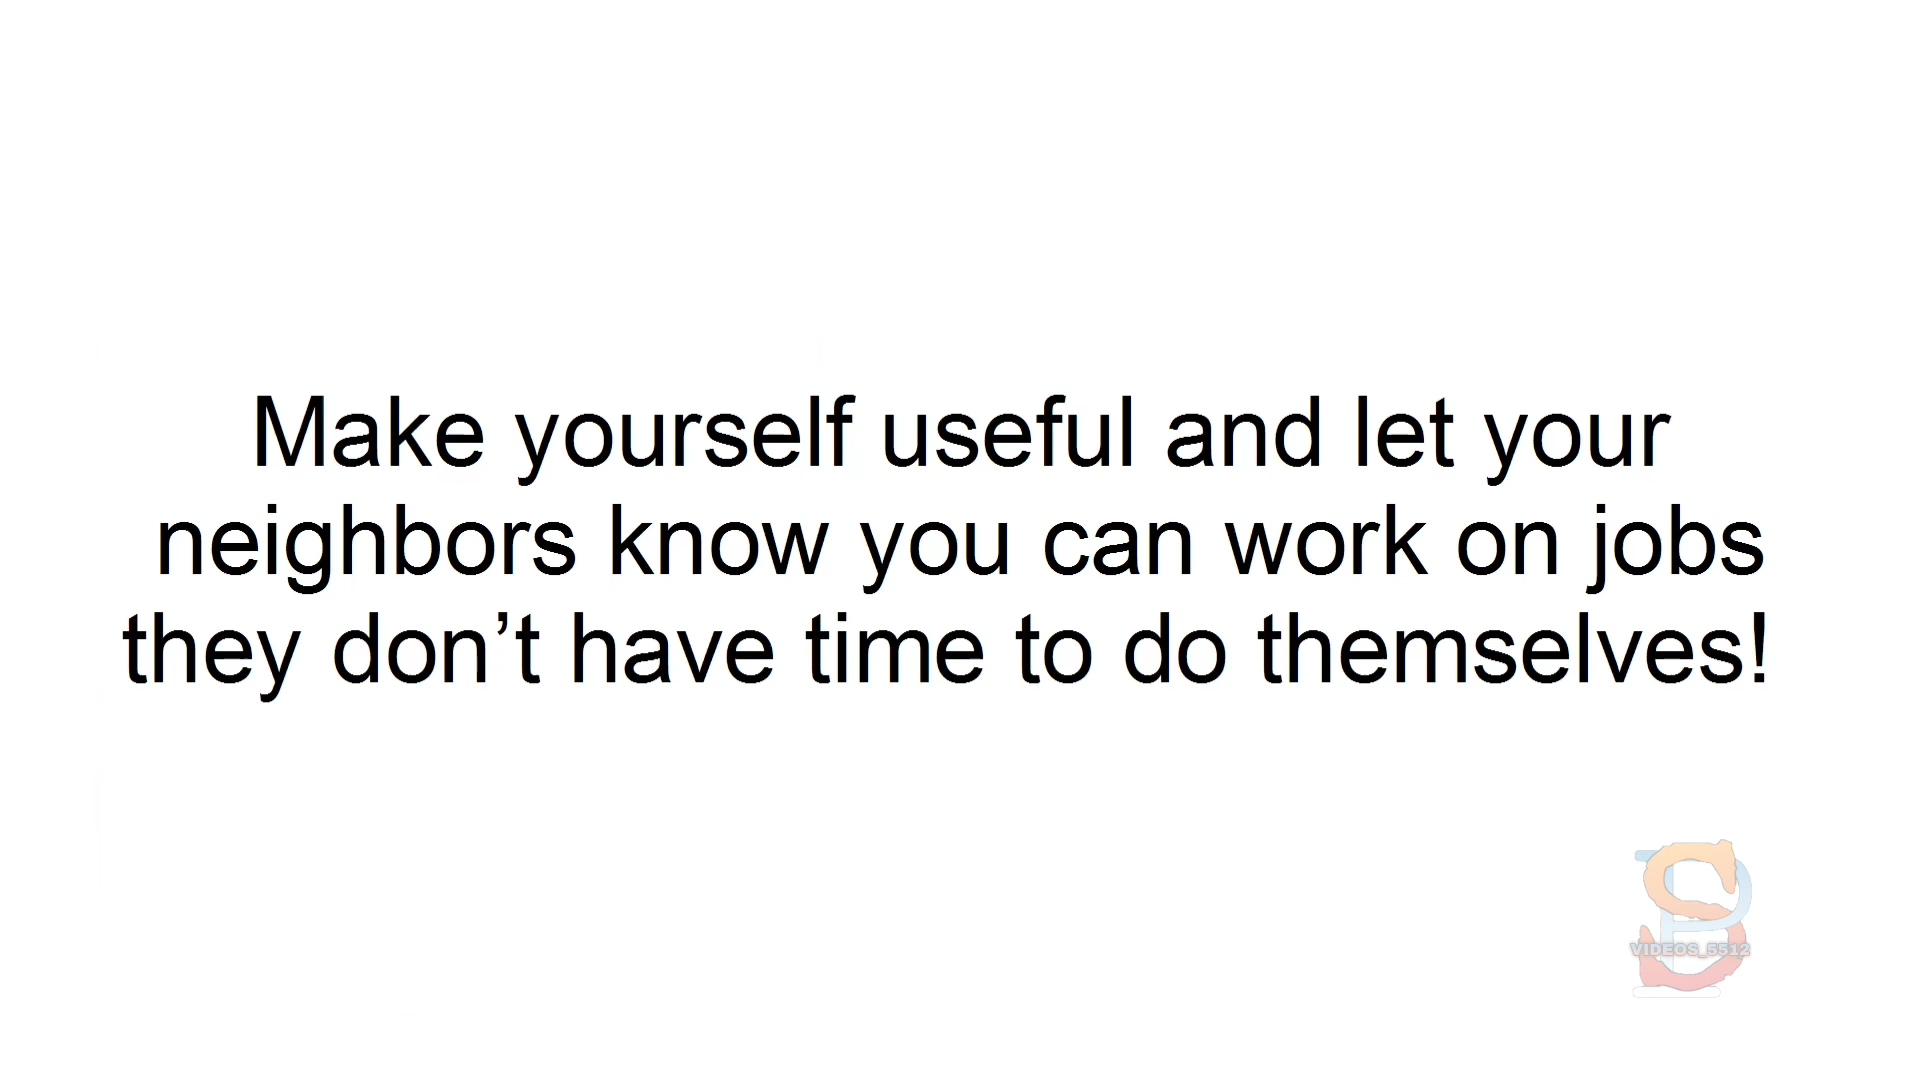 Make yourself useful and let your
neighbors know you can work on jobs
they don’t have time to do themselves!
VIDEOS_5512